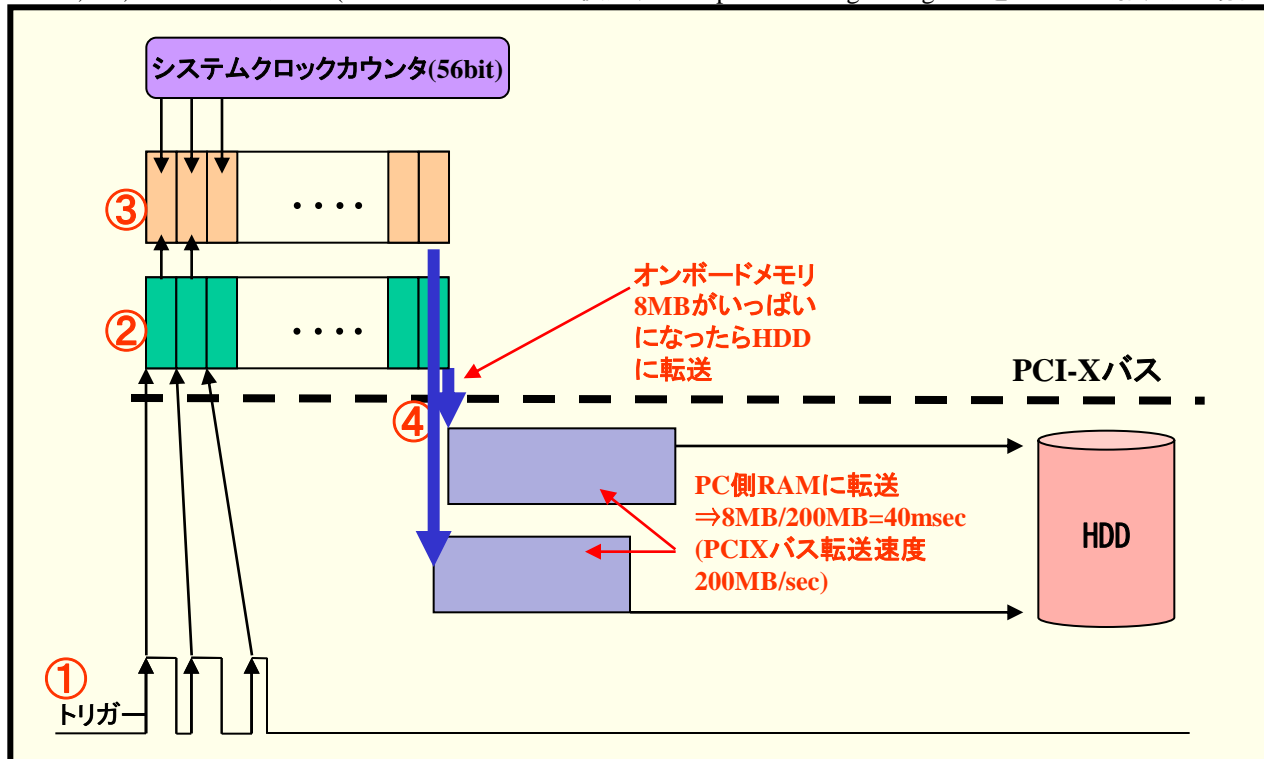 システムクロックカウンタ(56bit)
③
・・・・
②
・・・・
オンボードメモリ
8MBがいっぱい
になったらHDD
に転送
PCI-Xバス
④
PC側RAMに転送
⇒8MB/200MB=40msec
(PCIXバス転送速度
200MB/sec)
HDD
①
トリガー